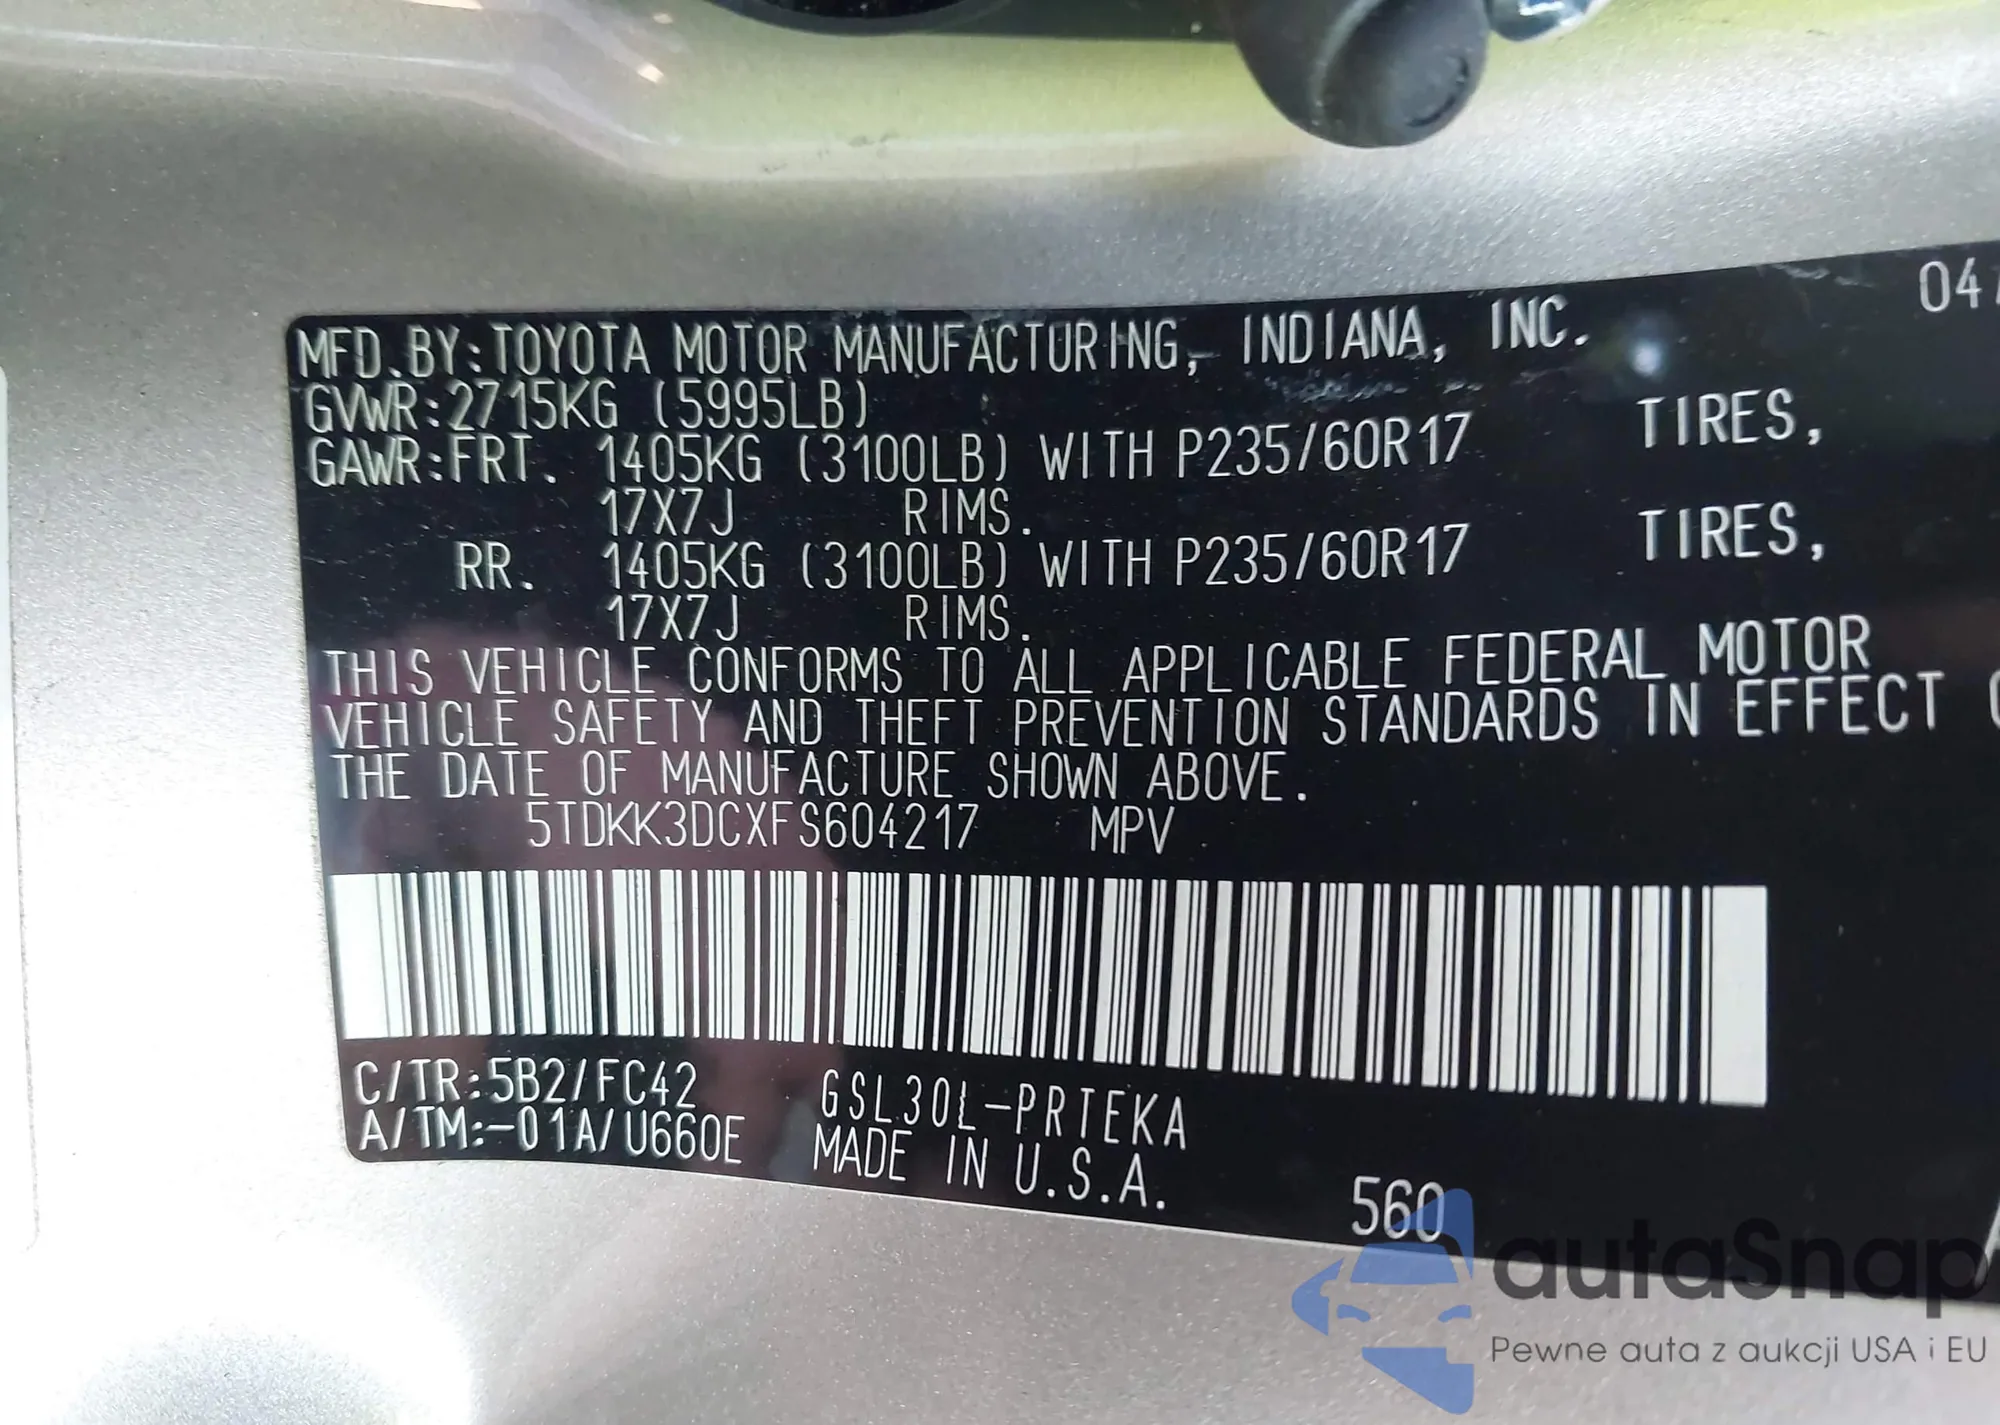 04/
MFD.BY:TOYOTA MOTOR MANUFACTURING, INDIANA, INC.
GVWR:2715KG (5995LB)
GAWR:FRT. 1405KG (3100LB) WITH P235/60R17 TIRES,
17X7J RIMS.
RR. 1405KG (3100LB) WITH P235/60R17 TIRES,
17X7J RIMS.
THIS VEHICLE CONFORMS TO ALL APPLICABLE FEDERAL MOTOR
VEHICLE SAFETY AND THEFT PREVENTION STANDARDS IN EFFECT
THE DATE OF MANUFACTURE SHOWN ABOVE.
5TDKK3DCXFS604217 MPV
C/TR:5B2/FC42 GSL30L-PRTEKA
A/TM:-01A/U660E MADE IN U.S.A.
560
autaSnap
Pewne auta z aukcji USA i EU